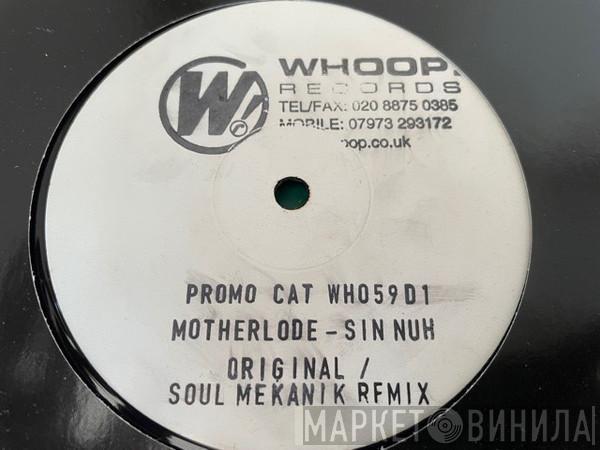 W!
WHOOP!
RECORDS
TEL/FAX: 020 8875 0385
MOBILE: 07973 293172
oop.co.uk
PROMO CAT WHO59D1
MOTHERLODE - SIN NUH
ORIGINAL /
SOUL MEKANIK RFMIX
МАРКЕТ ВИНИЛА